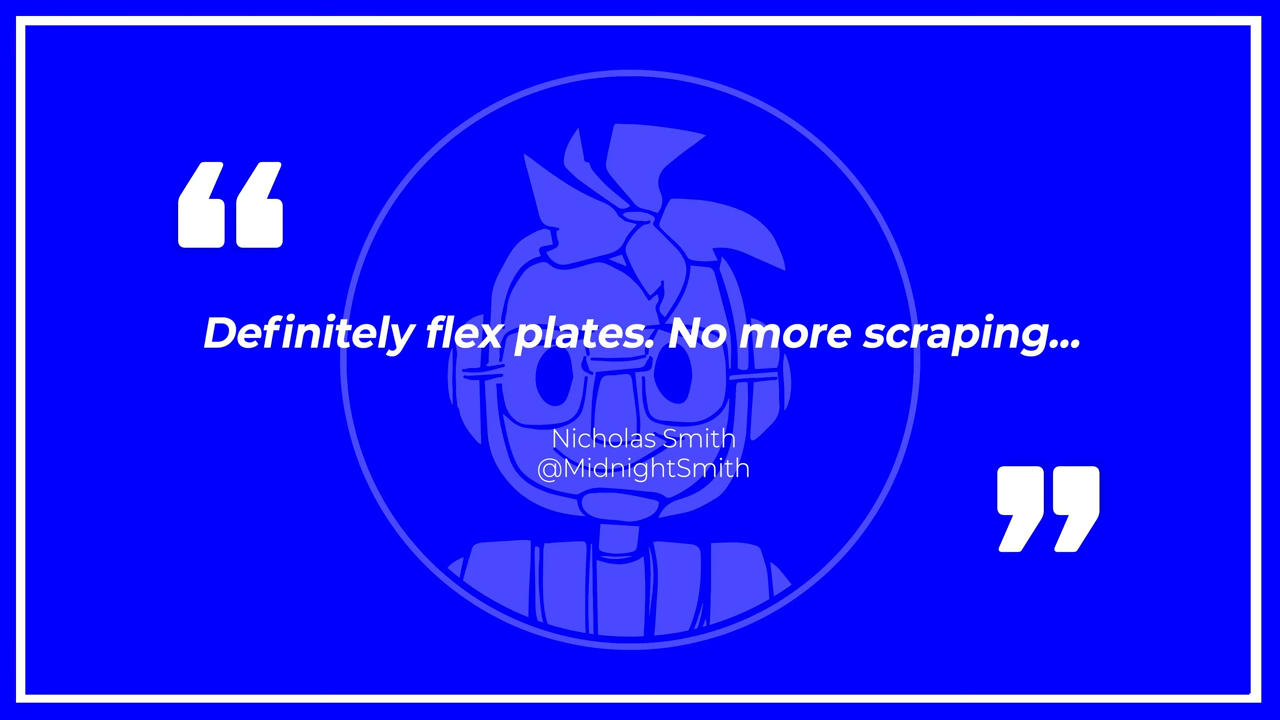 “
Definitely flex plates. No more scraping...
Nicholas Smith
@MidnightSmith
”